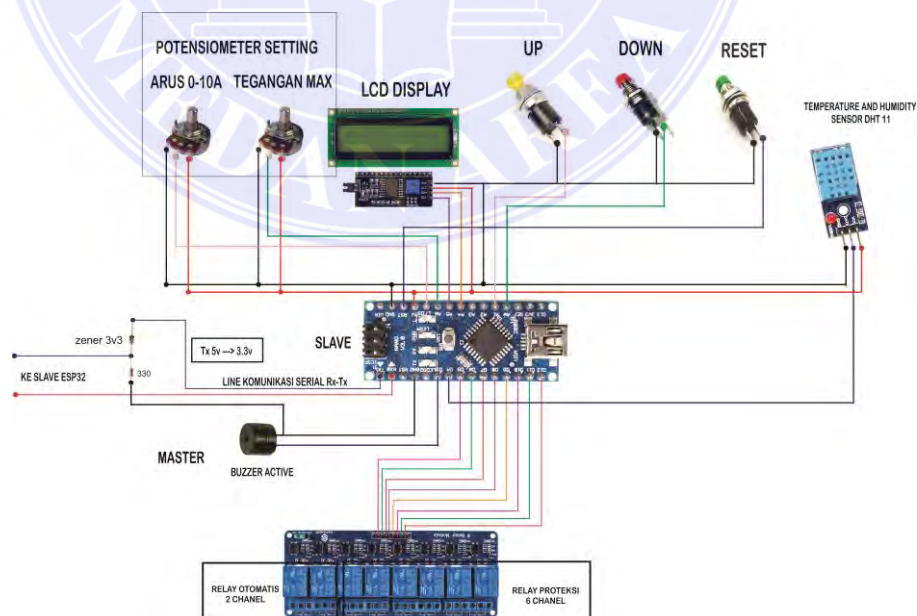 POTENSIOMETER SETTING
ARUS 0-10A TEGANGAN MAX
LCD DISPLAY
UP
DOWN
RESET
TEMPERATURE AND HUMIDITY
SENSOR DHT 11
MEDAN AREA
zener 3v3
Tx 5v --> 3.3v
SLAVE
330
KE SLAVE ESP32
LINE KOMUNIKASI SERIAL Rx-Tx
MASTER
BUZZER ACTIVE
RELAY OTOMATIS
2 CHANEL
RELAY PROTEKSI
6 CHANEL